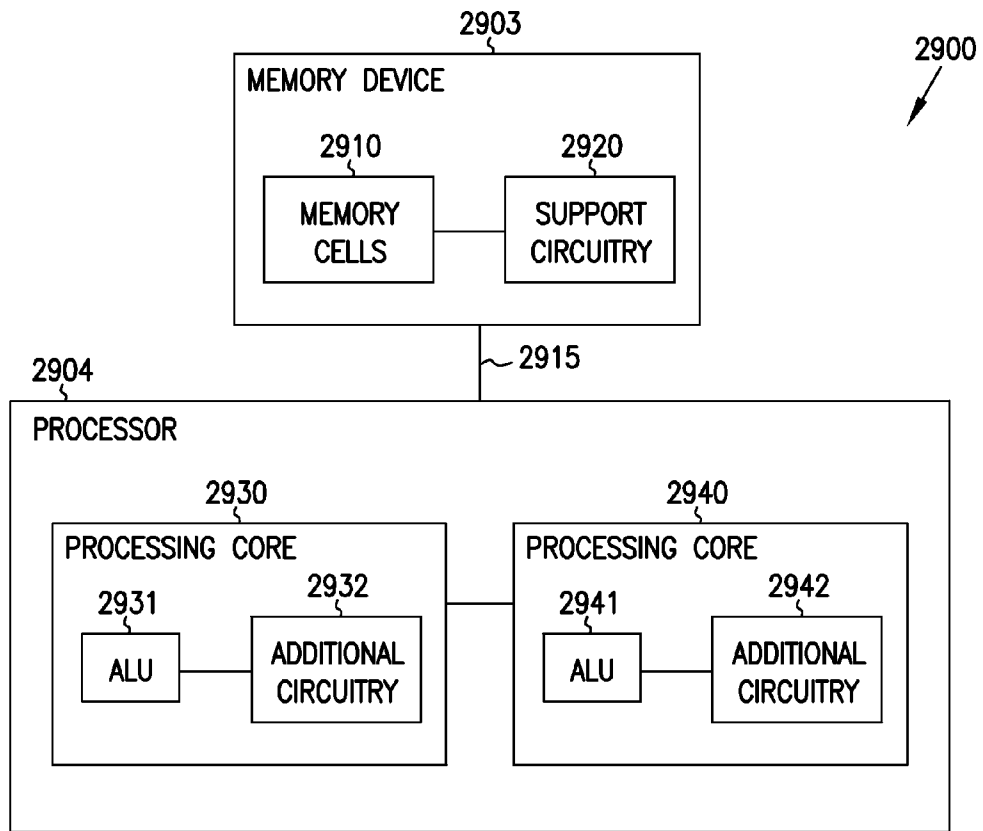 2903
2900
MEMORY DEVICE
2910
2920
MEMORY
CELLS
SUPPORT
CIRCUITRY
2915
2904
PROCESSOR
2930
2940
PROCESSING CORE
PROCESSING CORE
2931
2932
2941
2942
ALU
ADDITIONAL
CIRCUITRY
ALU
ADDITIONAL
CIRCUITRY